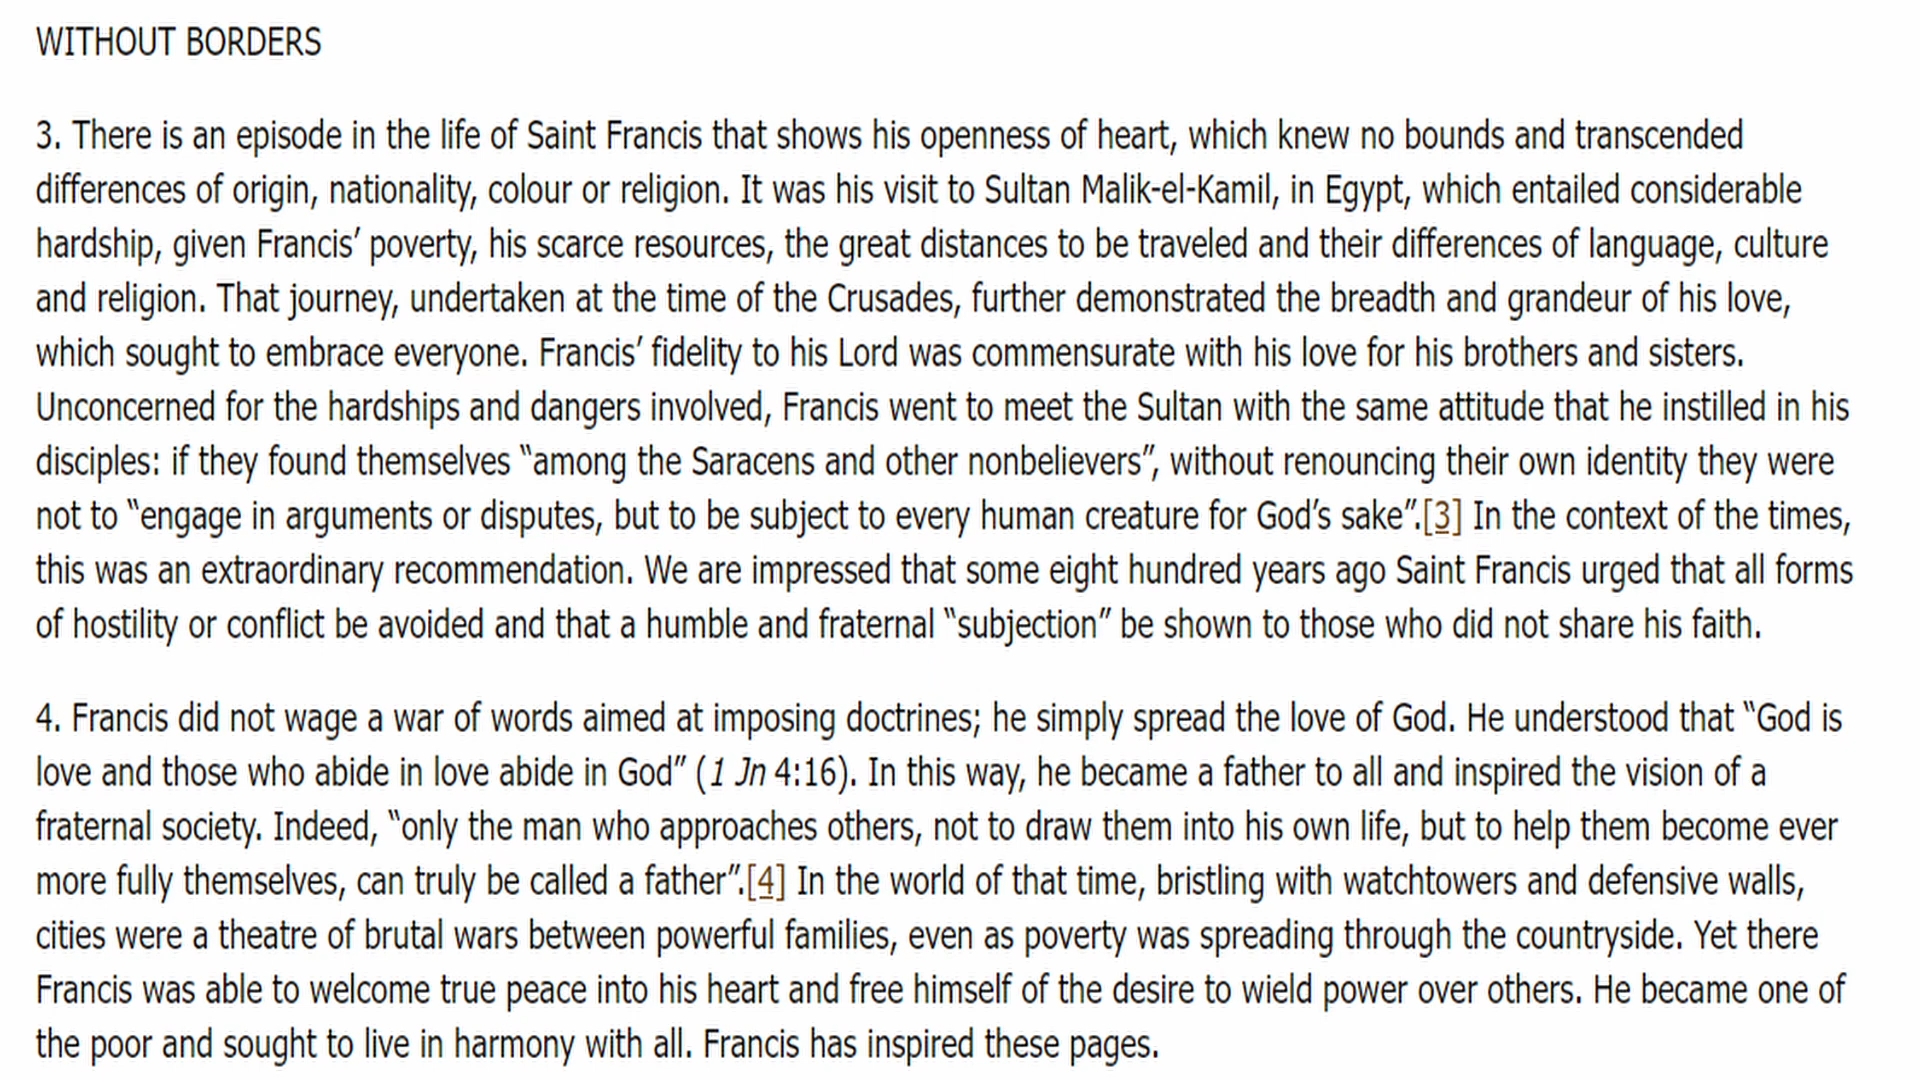 WITHOUT BORDERS
3. There is an episode in the life of Saint Francis that shows his openness of heart, which knew no bounds and transcended
differences of origin, nationality, colour or religion. It was his visit to Sultan Malik-el-Kamil, in Egypt, which entailed considerable
hardship, given Francis’ poverty, his scarce resources, the great distances to be traveled and their differences of language, culture
and religion. That journey, undertaken at the time of the Crusades, further demonstrated the breadth and grandeur of his love,
which sought to embrace everyone. Francis’ fidelity to his Lord was commensurate with his love for his brothers and sisters.
Unconcerned for the hardships and dangers involved, Francis went to meet the Sultan with the same attitude that he instilled in his
disciples: if they found themselves “among the Saracens and other nonbelievers”, without renouncing their own identity they were
not to “engage in arguments or disputes, but to be subject to every human creature for God’s sake”.[3] In the context of the times,
this was an extraordinary recommendation. We are impressed that some eight hundred years ago Saint Francis urged that all forms
of hostility or conflict be avoided and that a humble and fraternal “subjection” be shown to those who did not share his faith.
4. Francis did not wage a war of words aimed at imposing doctrines; he simply spread the love of God. He understood that “God is
love and those who abide in love abide in God” (1 Jn 4:16). In this way, he became a father to all and inspired the vision of a
fraternal society. Indeed, “only the man who approaches others, not to draw them into his own life, but to help them become ever
more fully themselves, can truly be called a father”.[4] In the world of that time, bristling with watchtowers and defensive walls,
cities were a theatre of brutal wars between powerful families, even as poverty was spreading through the countryside. Yet there
Francis was able to welcome true peace into his heart and free himself of the desire to wield power over others. He became one of
the poor and sought to live in harmony with all. Francis has inspired these pages.